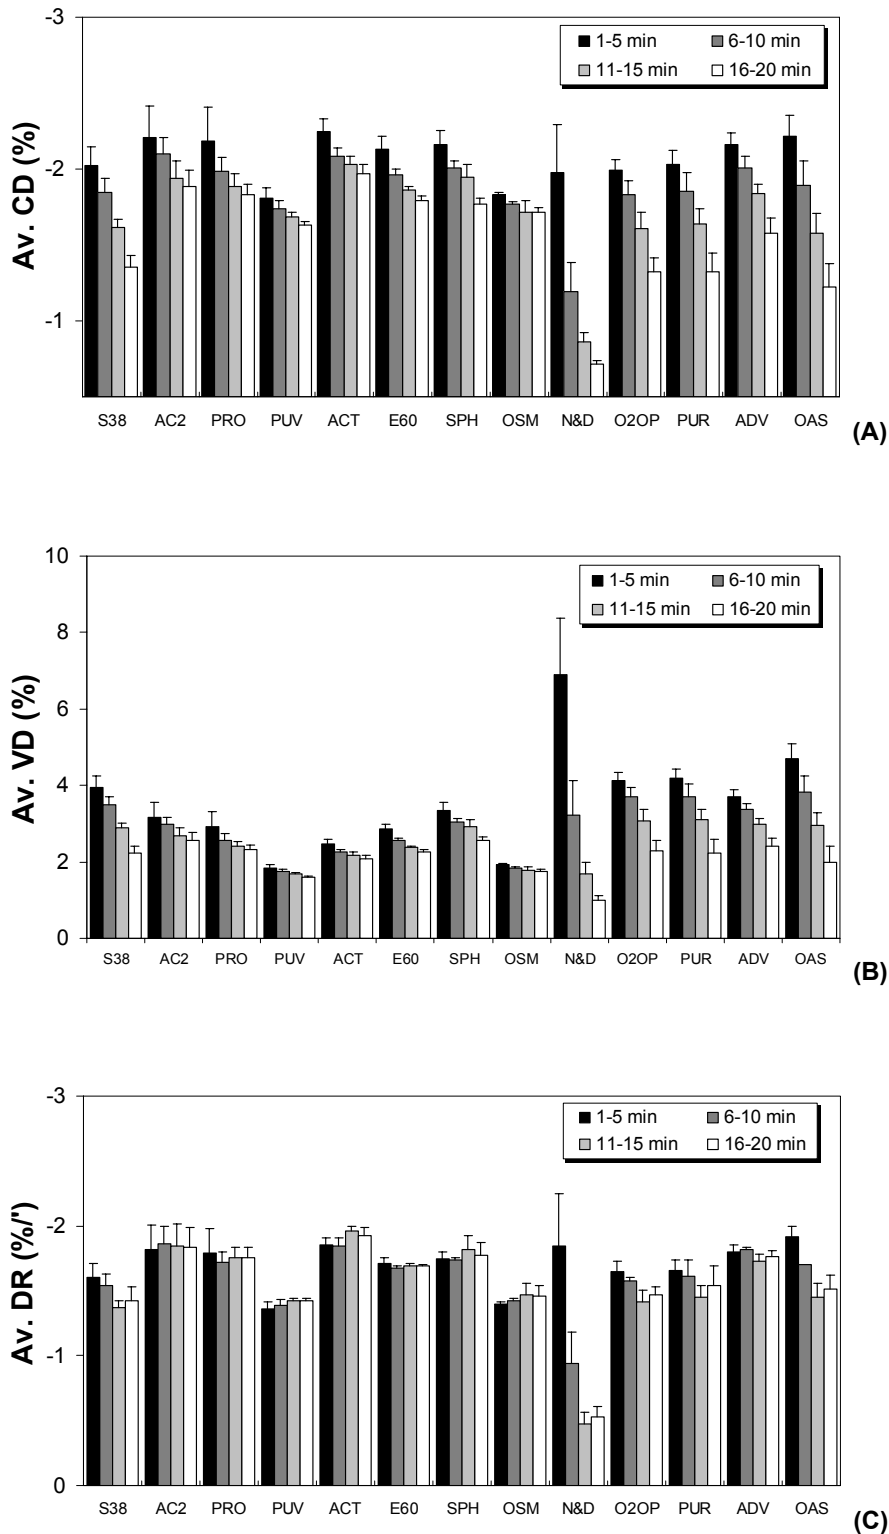 -3
1-5 min 6-10 min
11-15 min 16-20 min
-2
-1
Av. CD (%)
S38 AC2 PRO PUV ACT E60 SPH OSM N&D O2OP PUR ADV OAS
(A)
10
1-5 min 6-10 min
11-15 min 16-20 min
8
6
4
2
0
Av. VD (%)
S38 AC2 PRO PUV ACT E60 SPH OSM N&D O2OP PUR ADV OAS
(B)
-3
1-5 min 6-10 min
11-15 min 16-20 min
-2
-1
0
Av. DR (%/')
S38 AC2 PRO PUV ACT E60 SPH OSM N&D O2OP PUR ADV OAS
(C)